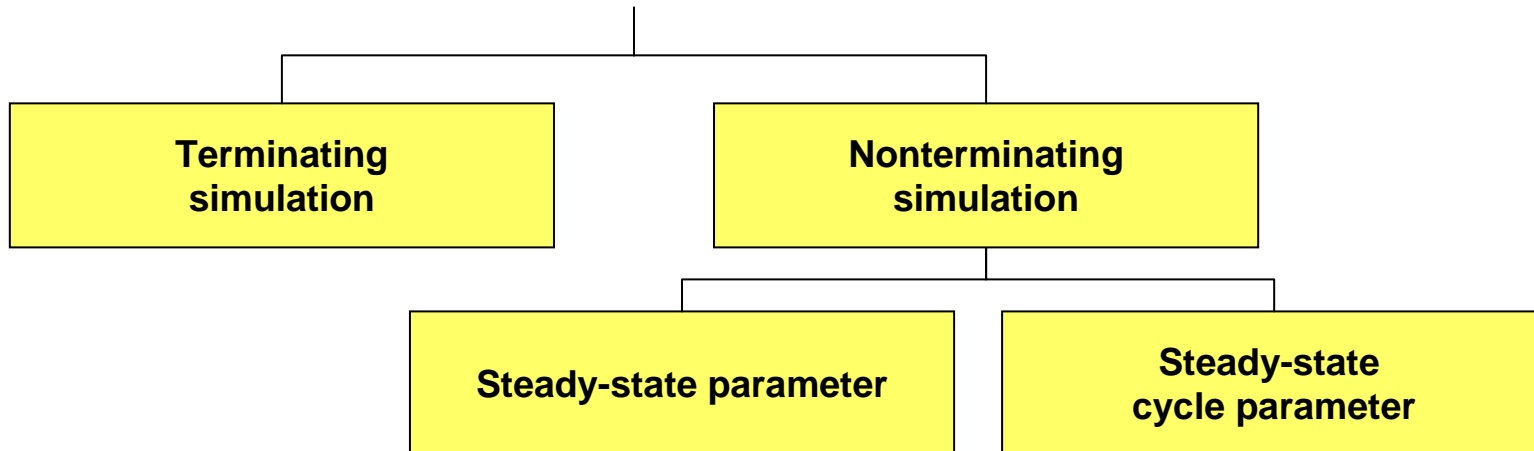 Terminating
simulation
Nonterminating
simulation
Steady-state parameter
Steady-state
cycle parameter